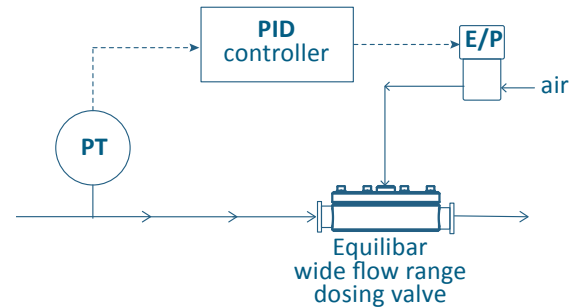 PID
controller
E/P
air
PT
Equilibar
wide flow range
dosing valve